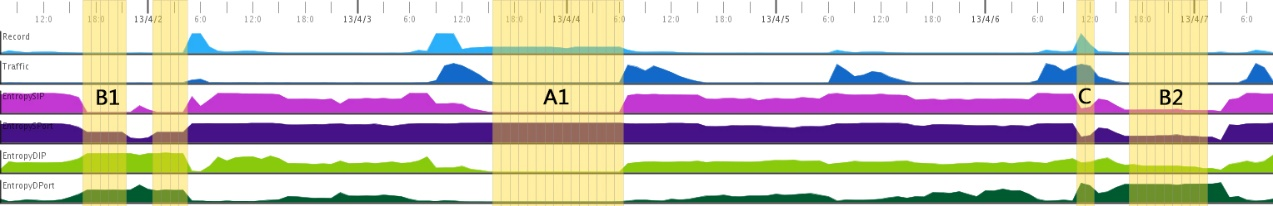 12:0 18:0 13/4/2 6:0 12:0 18:0 13/4/3 6:0 12:0 18:0 13/4/4 6:0 12:0 18:0 13/4/5 6:0 12:0 18:0 13/4/6 6:0 12:0 18:0 13/4/7 6:0
Record
Traffic
EntropySIP B1 A1 C B2
EntropySPort
EntropyDIP
EntropyDPort